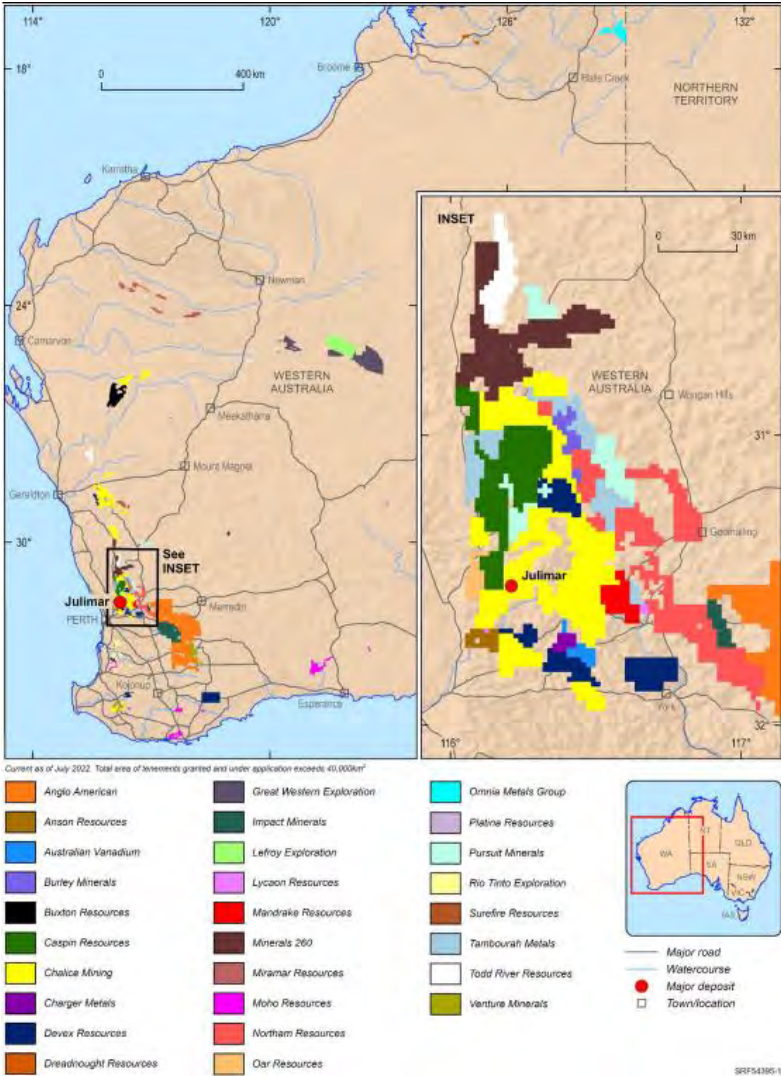 114°
120°
126°
132°
18°
0 400 km
Broome
Halls Creek
NORTHERN
TERRITORY
Karratha
INSET
0 30 km
Newman
24°
Carnarvon
WESTERN
AUSTRALIA
WESTERN
AUSTRALIA
Wongan Hills
Meekatharra
31°
Mount Magnet
Geraldton
Goomalling
30°
See
INSET
Julimar
Julimar
Merredin
PERTH
Kojonup
Esperance
York
32°
116°
117°
Current as of July 2022. Total area of tenements granted and under application exceeds 40,000km²
Anglo American
Anson Resources
Australian Vanadium
Burley Minerals
Buxton Resources
Caspin Resources
Chalice Mining
Charger Metals
Devex Resources
Dreadnought Resources
Great Western Exploration
Impact Minerals
Lefroy Exploration
Lycaon Resources
Mandrake Resources
Minerals 260
Miramar Resources
Moho Resources
Northam Resources
Oar Resources
Omnia Metals Group
Platina Resources
Pursuit Minerals
Rio Tinto Exploration
Surefire Resources
Tambourah Metals
Todd River Resources
Venture Minerals
WA
NT
QLD
SA
NSW
VIC
TAS
Major road
Watercourse
Major deposit
Town/location